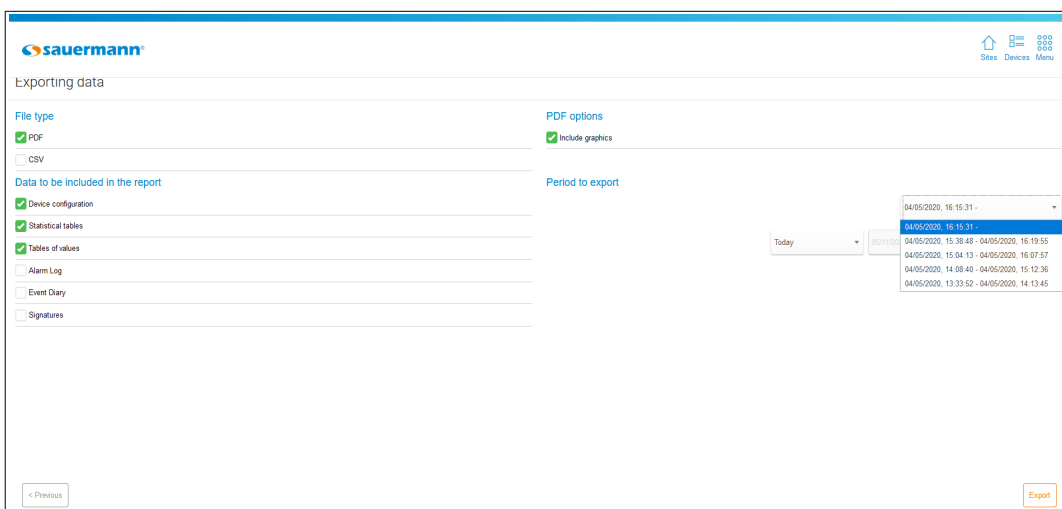 sauermann®
Sites Devices Menu
Exporting data
File type
PDF
CSV
Data to be included in the report
Device configuration
Statistical tables
Tables of values
Alarm Log
Event Diary
Signatures
PDF options
Include graphics
Period to export
04/05/2020, 16:15:31 -
04/05/2020, 16:15:31 -
04/05/2020, 15:38:48 - 04/05/2020, 16:19:55
04/05/2020, 15:04:13 - 04/05/2020, 16:07:57
04/05/2020, 14:08:40 - 04/05/2020, 15:12:36
04/05/2020, 13:33:52 - 04/05/2020, 14:13:45
Today
< Previous
Export